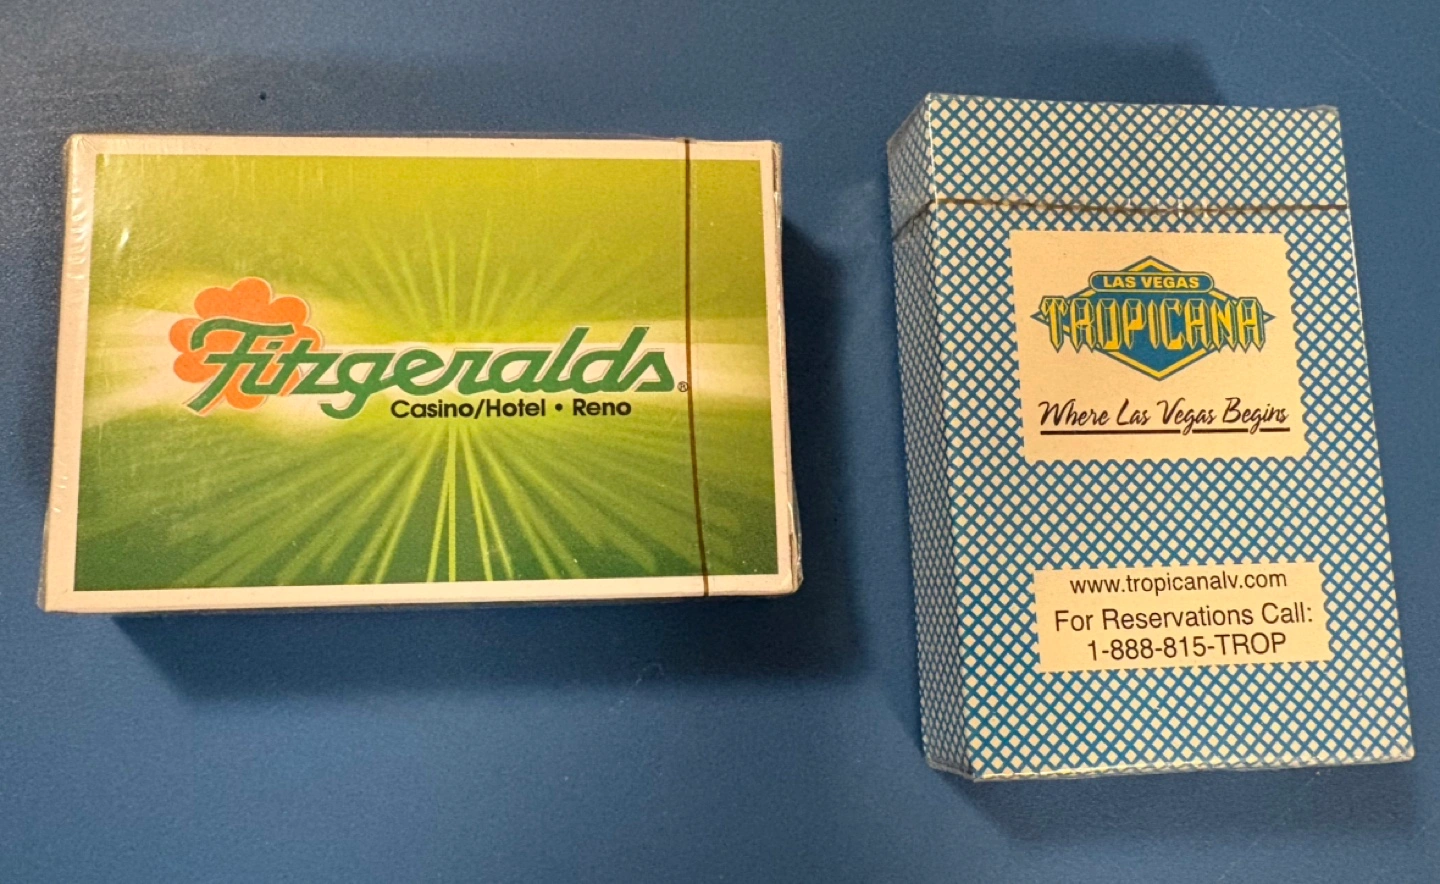 Fitzgeralds®
Casino/Hotel • Reno
LAS VEGAS
TROPICANA
Where Las Vegas Begins
www.tropicanalv.com
For Reservations Call:
1-888-815-TROP